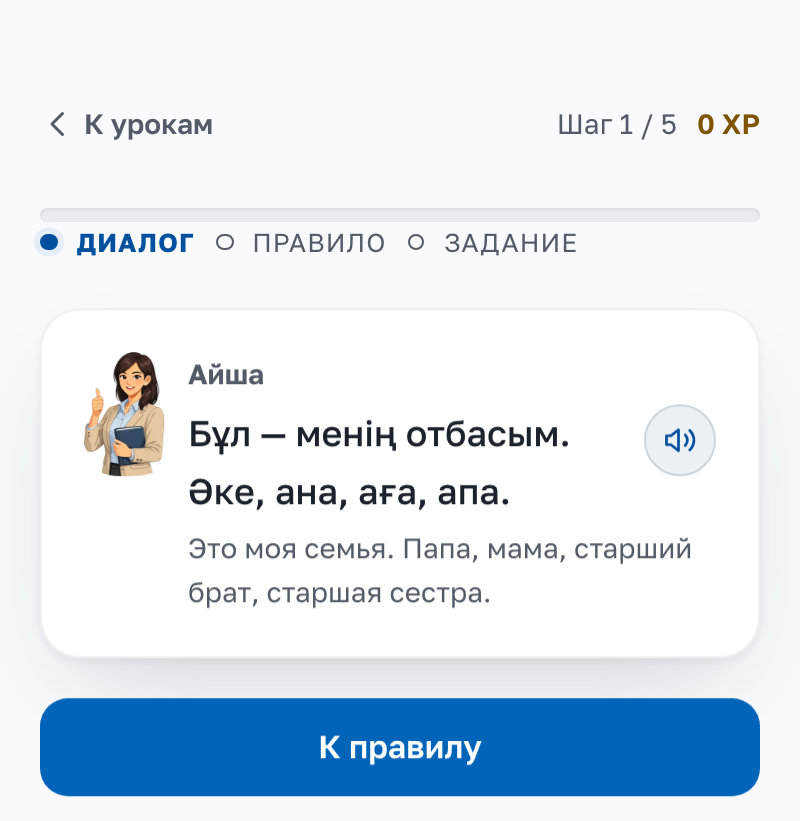 К урокам
Шаг 1 / 5 0 XP
ДИАЛОГ ПРАВИЛО ЗАДАНИЕ
Айша
Бұл — менің отбасым.
Әке, ана, аға, апа.
Это моя семья. Папа, мама, старший
брат, старшая сестра.
К правилу